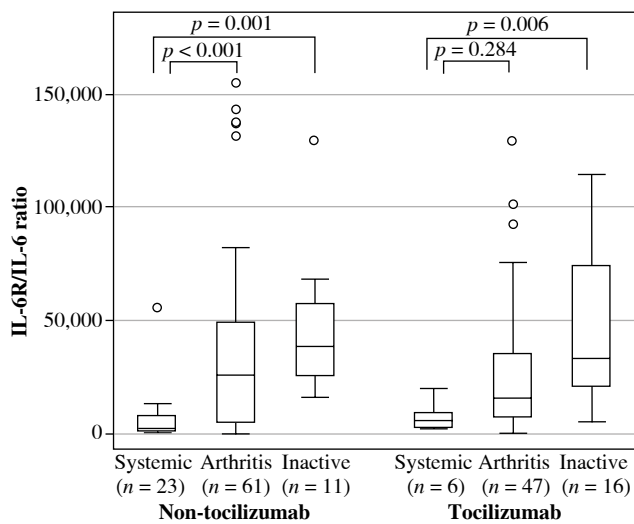 p = 0.001
p < 0.001
p = 0.006
p = 0.284
IL-6R/IL-6 ratio
150,000
100,000
50,000
0
Systemic Arthritis Inactive Systemic Arthritis Inactive
(n = 23) (n = 61) (n = 11) (n = 6) (n = 47) (n = 16)
Non-tocilizumab Tocilizumab